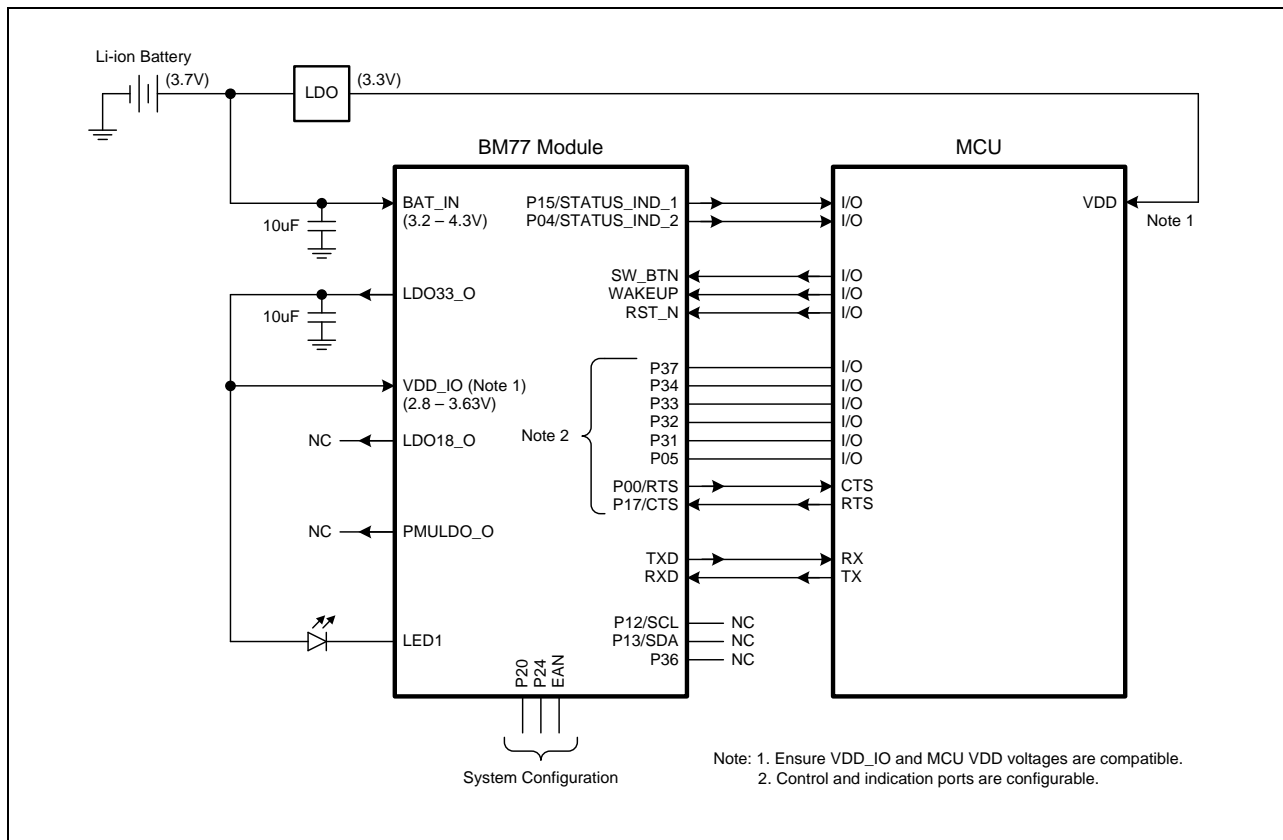 Li-ion Battery
(3.7V)
LDO
(3.3V)
BM77 Module
MCU
BAT_IN
(3.2 – 4.3V)
10uF
LDO33_O
10uF
VDD_IO (Note 1)
(2.8 – 3.63V)
NC
LDO18_O
NC
PMULDO_O
LED1
P15/STATUS_IND_1
P04/STATUS_IND_2
SW_BTN
WAKEUP
RST_N
Note 2
P37
P34
P33
P32
P31
P05
P00/RTS
P17/CTS
TXD
RXD
P12/SCL
NC
P13/SDA
NC
P36
NC
I/O
I/O
I/O
I/O
I/O
I/O
I/O
I/O
I/O
I/O
I/O
CTS
RTS
RX
TX
VDD
Note 1
P20
P24
EAN
System Configuration
Note: 1. Ensure VDD_IO and MCU VDD voltages are compatible.
2. Control and indication ports are configurable.